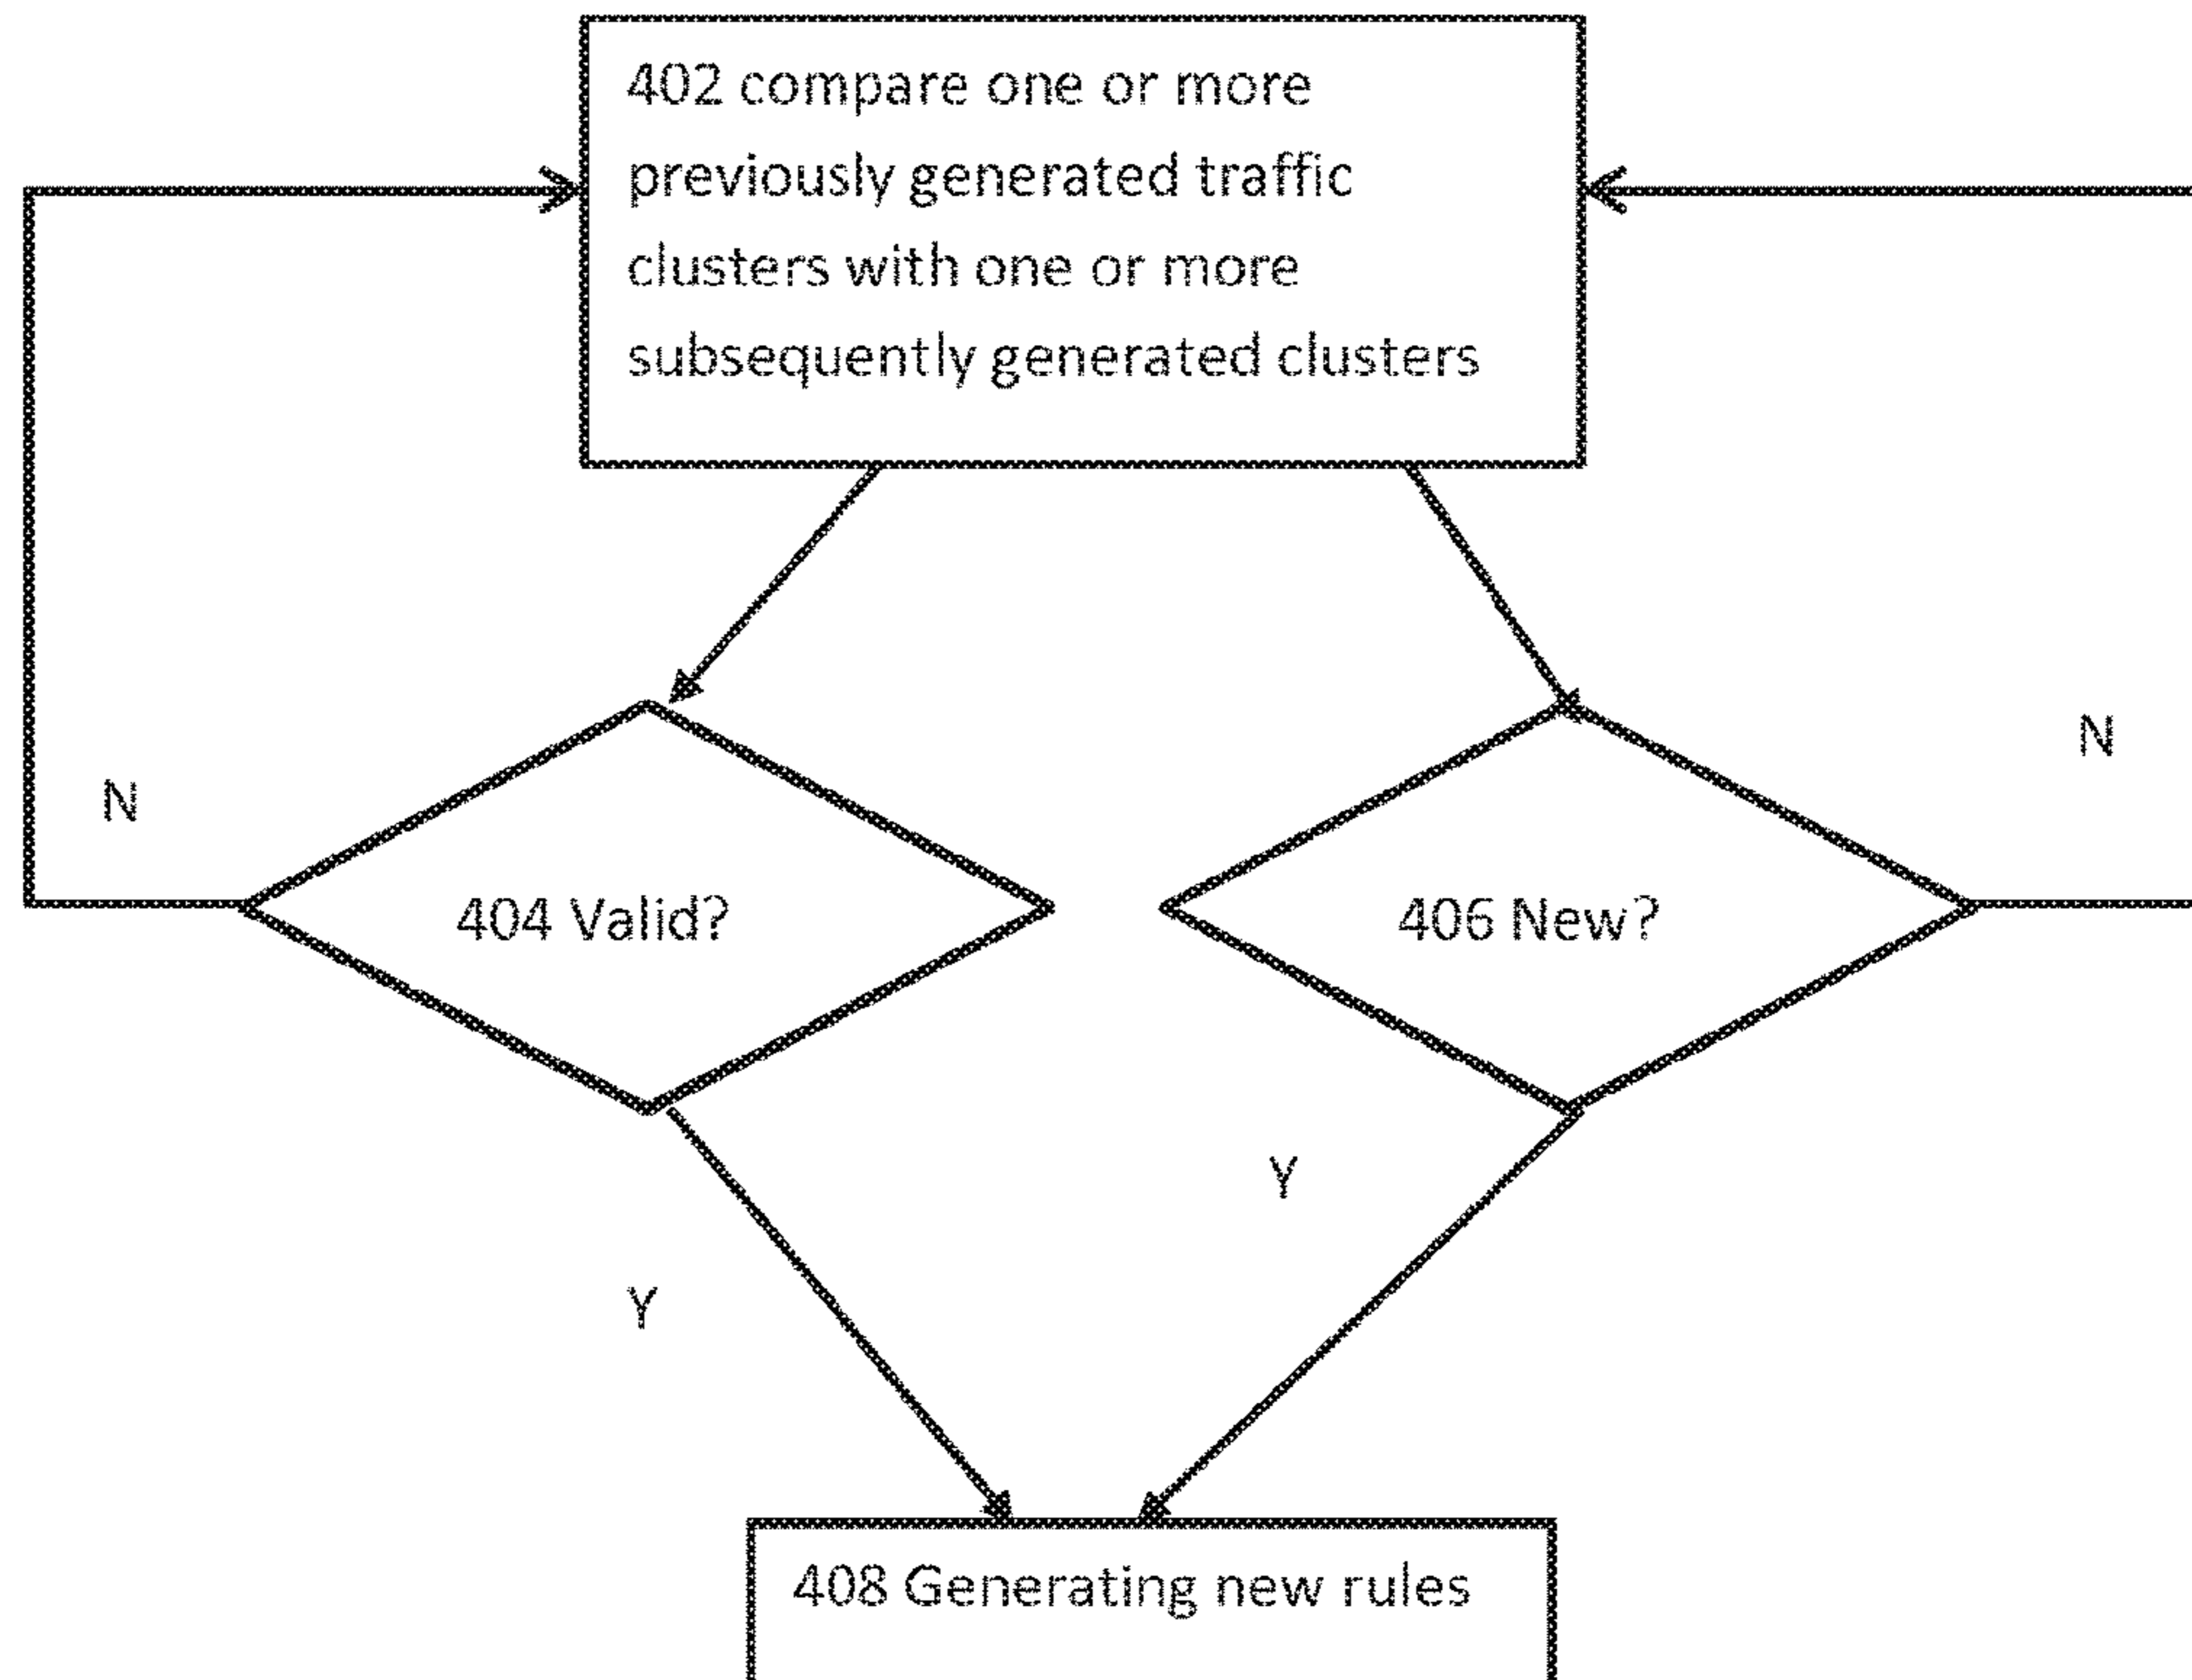 402 compare one or more
previously generated traffic
clusters with one or more
subsequently generated clusters
N
N
404 Valid?
406 New?
Y
Y
408 Generating new rules